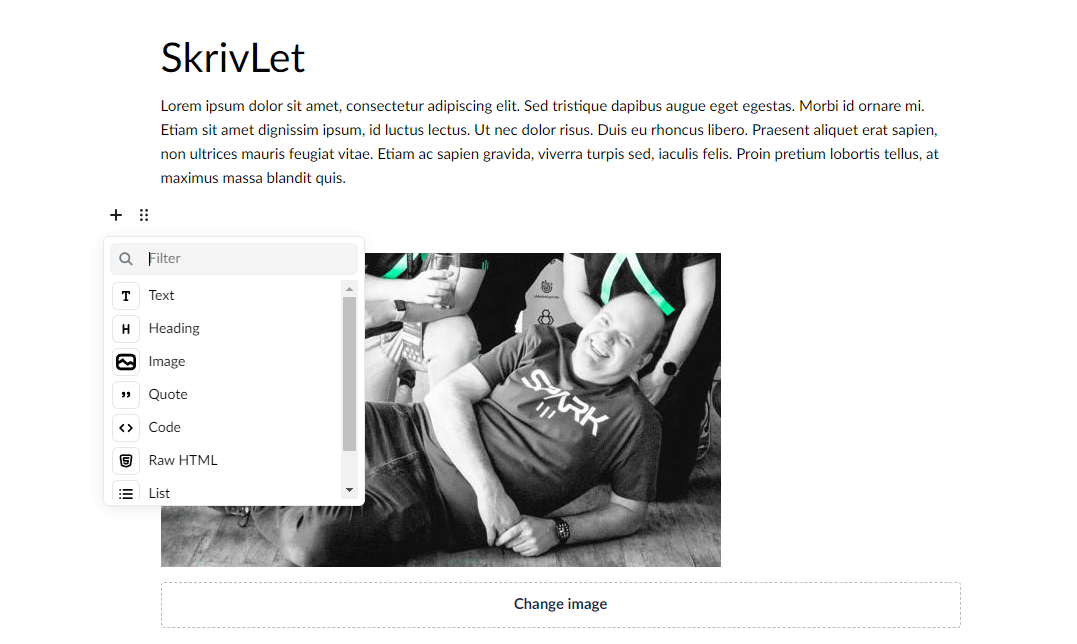 SkrivLet
Lorem ipsum dolor sit amet, consectetur adipiscing elit. Sed tristique dapibus augue eget egestas. Morbi id ornare mi.
Etiam sit amet dignissim ipsum, id luctus lectus. Ut nec dolor risus. Duis eu rhoncus libero. Praesent aliquet erat sapien,
non ultrices mauris feugiat vitae. Etiam ac sapien gravida, viverra turpis sed, iaculis felis. Proin pretium lobortis tellus, at
maximus massa blandit quis.
Filter
Text
Heading
Image
Quote
Code
Raw HTML
List
SPARK
Change image